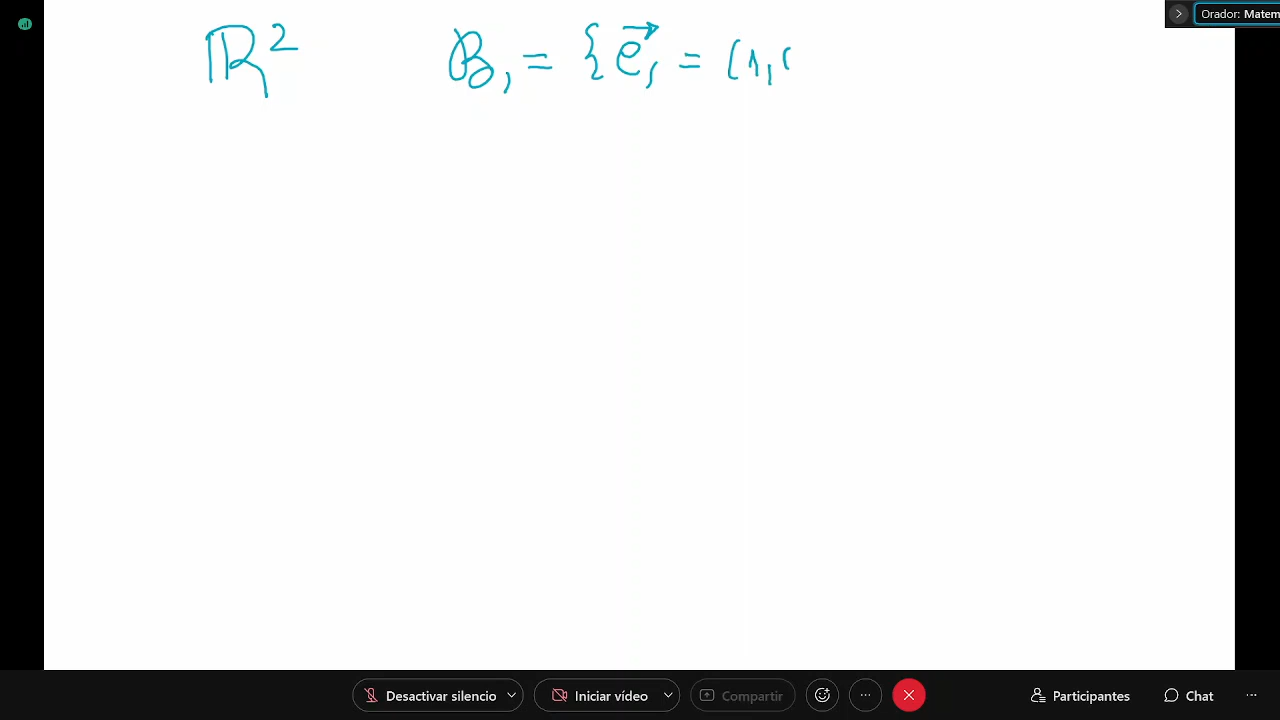 Orador: Matem
ℝ² B₁ = { e⃗₁ = (1, 
Desactivar silencio Iniciar vídeo Compartir Participantes Chat